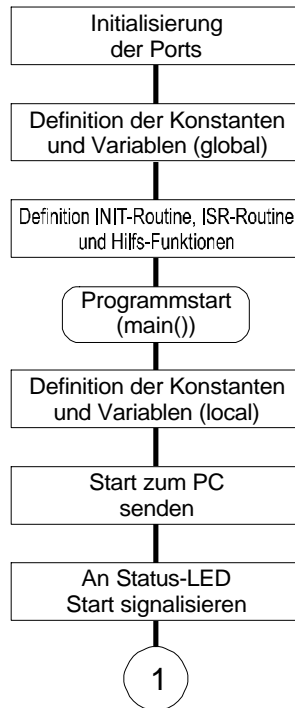 Initialisierung
der Ports
Definition der Konstanten
und Variablen (global)
Definition INIT-Routine, ISR-Routine
und Hilfs-Funktionen
Programmstart
(main())
Definition der Konstanten
und Variablen (local)
Start zum PC
senden
An Status-LED
Start signalisieren
1